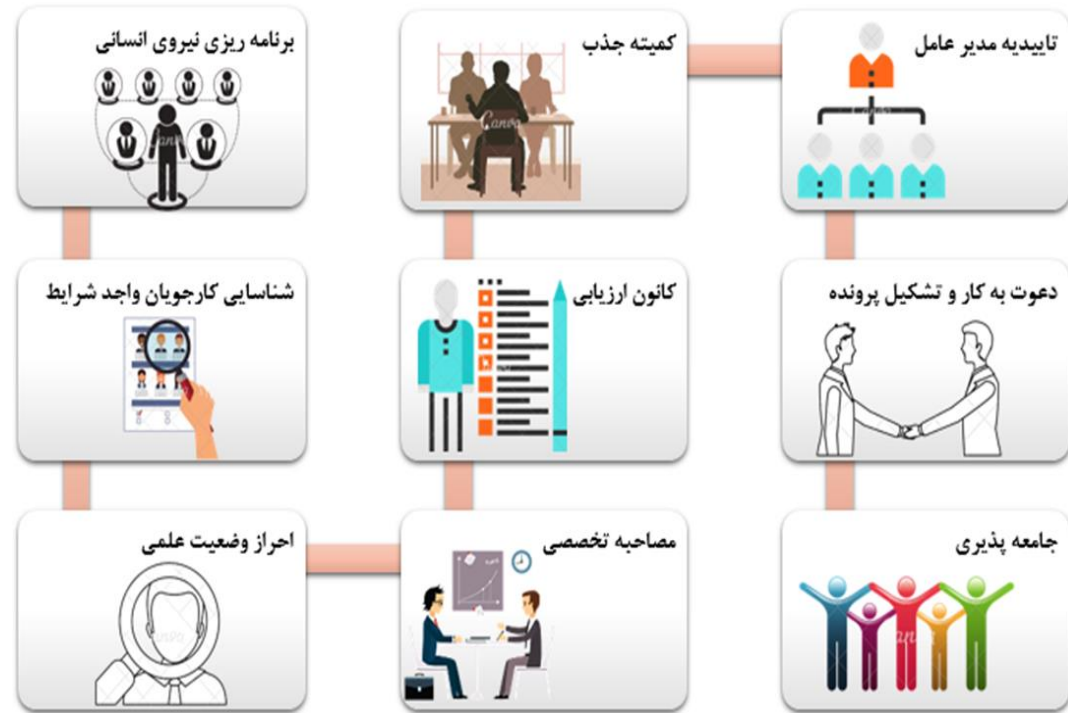 برنامه ریزی نیروی انسانی
شناسایی کارجویان واجد شرایط
احراز وضعیت علمی
مصاحبه تخصصی
کانون ارزیابی
کمیته جذب
تاییدیه مدیر عامل
دعوت به کار و تشکیل پرونده
جامعه پذیری